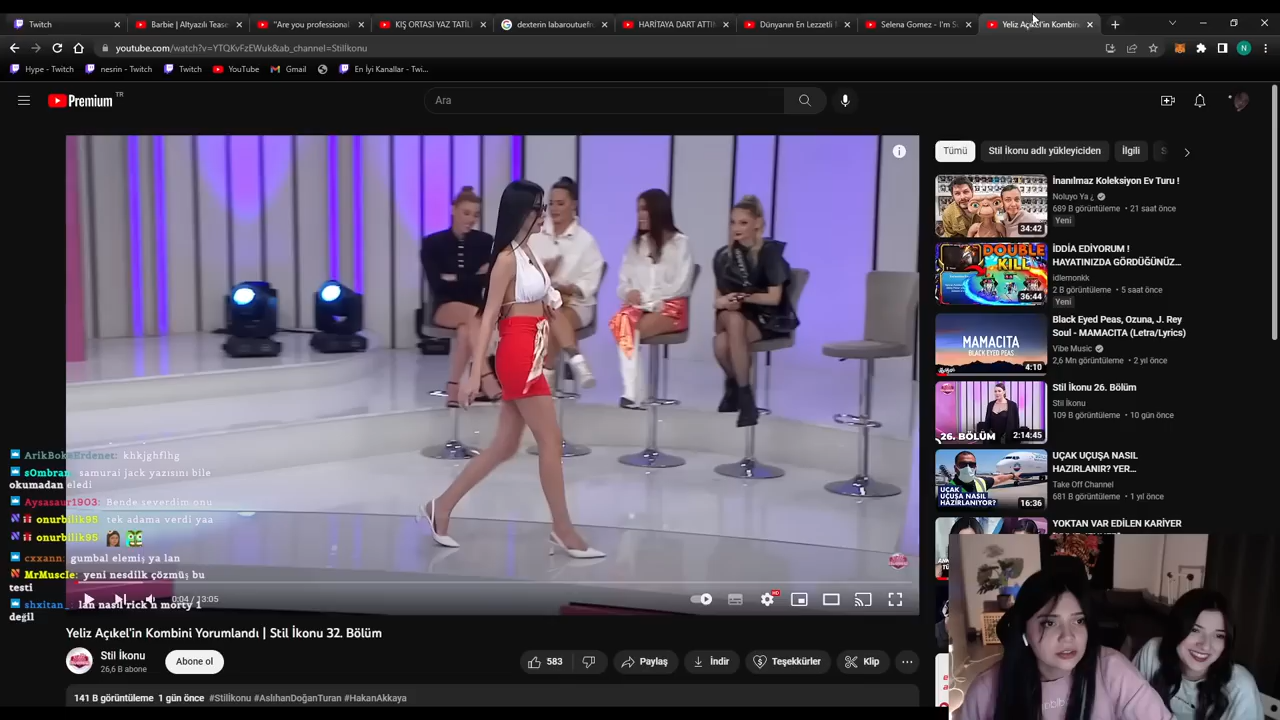 Twitch
Barbie | Altyazılı Tease
"Are you professional
KIŞ ORTASI YAZ TATİL
dexterin labaroutuefr
HARİTAYA DART ATTI
Dünyanın En Lezzetli
Selena Gomez - I'm S
Yeliz Açıkel'in Kombin
youtube.com/watch?v=YTQKvFzEWuk&ab_channel=Stilİkonu
N
Hype - Twitch
nesrin - Twitch
Twitch
YouTube
Gmail
En İyi Kanallar - Twi...
Premium TR
Ara
Tümü
Stil İkonu adlı yükleyiciden
İlgili
İnanılmaz Koleksiyon Ev Turu !
Noluyo Ya ¿
689 B görüntüleme • 21 saat önce
Yeni
34:42
İDDİA EDİYORUM !
HAYATINIZDA GÖRDÜĞÜNÜZ...
idlemonkk
2 B görüntüleme • 5 saat önce
Yeni
DOUBLE
KILL
36:44
Black Eyed Peas, Ozuna, J. Rey
Soul - MAMACITA (Letra/Lyrics)
Vibe Music
2,6 Mn görüntüleme • 2 yıl önce
MAMACITA
BLACK EYED PEAS
4:10
Stil İkonu 26. Bölüm
Stil İkonu
109 B görüntüleme • 10 gün önce
26. BÖLÜM
2:14:45
UÇAK UÇUŞA NASIL
HAZIRLANIR? YER...
Take Off Channel
681 B görüntüleme • 1 yıl önce
UÇAK
UÇUŞA NASIL
HAZIRLANIYOR?
16:36
YOKTAN VAR EDİLEN KARİYER
ArikBokuErdenet: khkjghflhg
sOmbran: samurai jack yazısını bile
okumadan eledi
Aysasaur1903: Bende severdim onu
onurbilik95: tek adama verdi yaa
onurbilik95:
cxxann: gumbal elemiş ya lan
MrMuscle: yeni nesdilk çözmüş bu
testi
shxitan_: lan nasıl rick n morty 1
değil
0:04 / 13:05
HD
Yeliz Açıkel'in Kombini Yorumlandı | Stil İkonu 32. Bölüm
Stil İkonu
26,6 B abone
Abone ol
583
Paylaş
İndir
Teşekkürler
Klip
141 B görüntüleme 1 gün önce #Stilİkonu #AslıhanDoğanTuran #HakanAkkaya